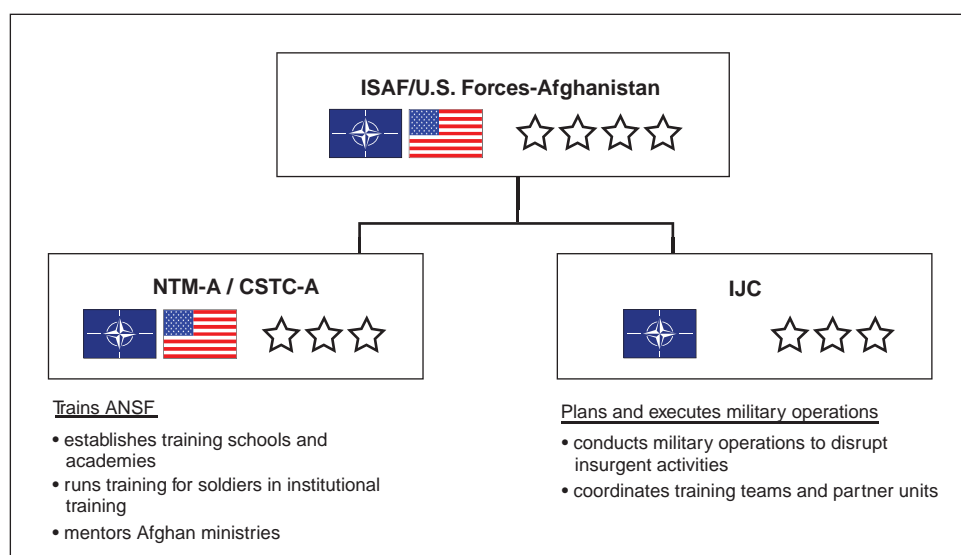 ISAF/U.S. Forces-Afghanistan
NTM-A / CSTC-A
IJC
Trains ANSF
• establishes training schools and
academies
• runs training for soldiers in institutional
training
• mentors Afghan ministries
Plans and executes military operations
• conducts military operations to disrupt
insurgent activities
• coordinates training teams and partner units